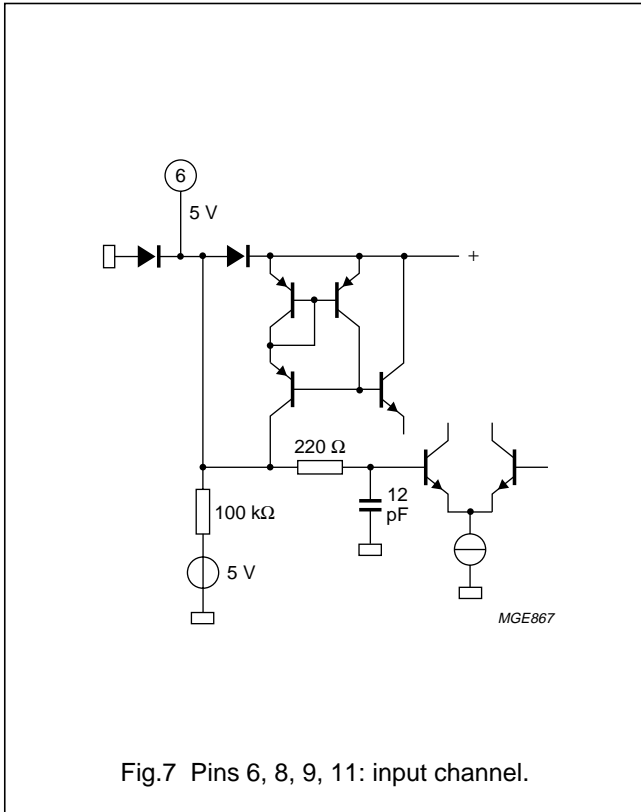 6
5 V
+
220 Ω
12
pF
100 kΩ
5 V
MGE867
Fig.7 Pins 6, 8, 9, 11: input channel.